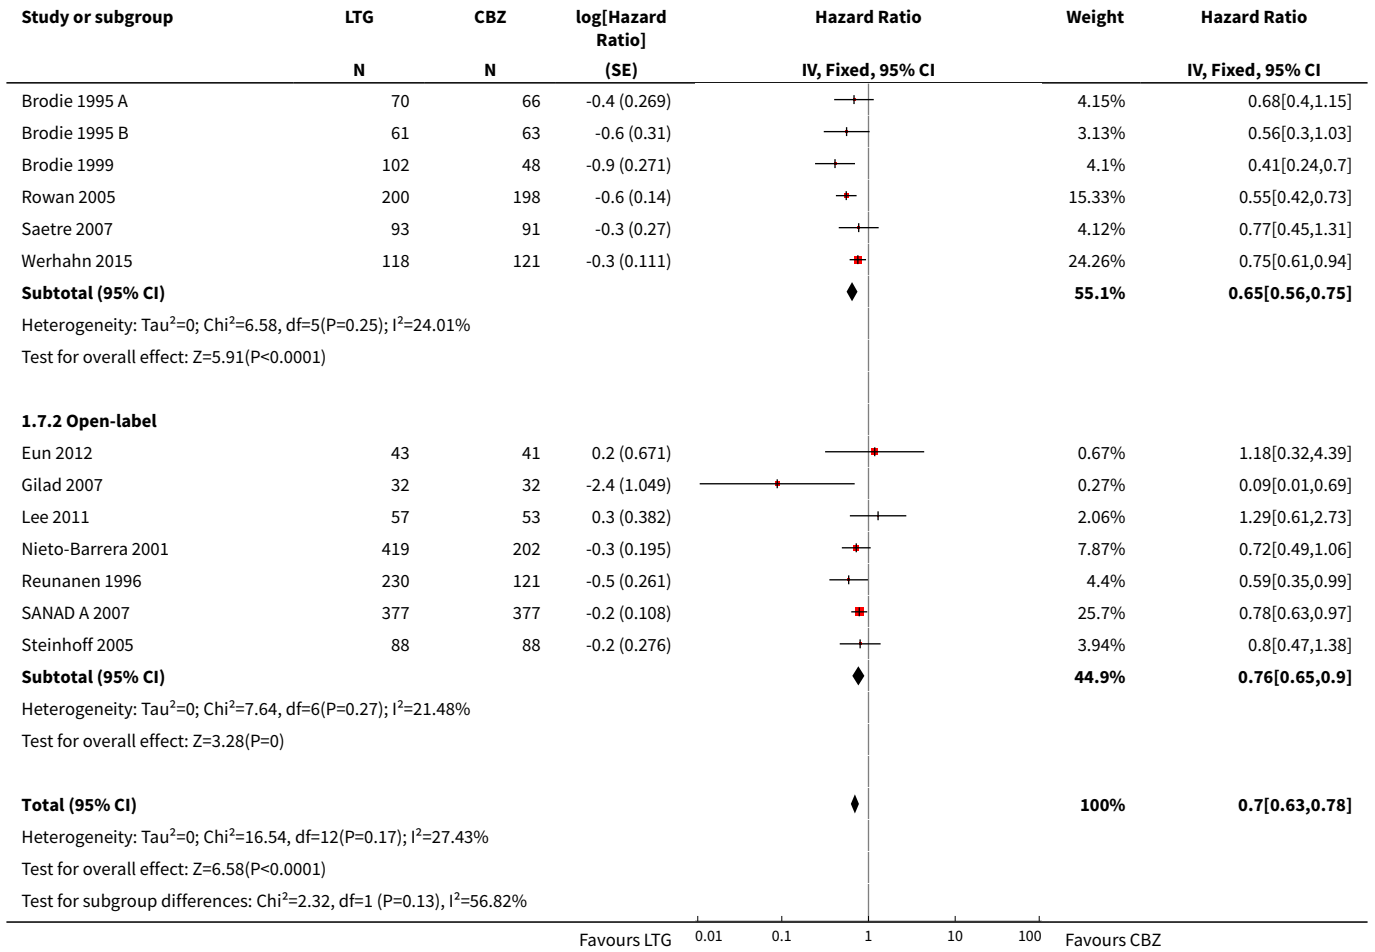 Study or subgroup LTG CBZ log[Hazard Ratio] Hazard Ratio Weight Hazard Ratio
N N (SE) IV, Fixed, 95% CI IV, Fixed, 95% CI
Brodie 1995 A 70 66 -0.4 (0.269) 4.15% 0.68[0.4,1.15]
Brodie 1995 B 61 63 -0.6 (0.31) 3.13% 0.56[0.3,1.03]
Brodie 1999 102 48 -0.9 (0.271) 4.1% 0.41[0.24,0.7]
Rowan 2005 200 198 -0.6 (0.14) 15.33% 0.55[0.42,0.73]
Saetre 2007 93 91 -0.3 (0.27) 4.12% 0.77[0.45,1.31]
Werhahn 2015 118 121 -0.3 (0.111) 24.26% 0.75[0.61,0.94]
Subtotal (95% CI) 55.1% 0.65[0.56,0.75]
Heterogeneity: Tau²=0; Chi²=6.58, df=5(P=0.25); I²=24.01%
Test for overall effect: Z=5.91(P<0.0001)
1.7.2 Open-label
Eun 2012 43 41 0.2 (0.671) 0.67% 1.18[0.32,4.39]
Gilad 2007 32 32 -2.4 (1.049) 0.27% 0.09[0.01,0.69]
Lee 2011 57 53 0.3 (0.382) 2.06% 1.29[0.61,2.73]
Nieto-Barrera 2001 419 202 -0.3 (0.195) 7.87% 0.72[0.49,1.06]
Reunanen 1996 230 121 -0.5 (0.261) 4.4% 0.59[0.35,0.99]
SANAD A 2007 377 377 -0.2 (0.108) 25.7% 0.78[0.63,0.97]
Steinhoff 2005 88 88 -0.2 (0.276) 3.94% 0.8[0.47,1.38]
Subtotal (95% CI) 44.9% 0.76[0.65,0.9]
Heterogeneity: Tau²=0; Chi²=7.64, df=6(P=0.27); I²=21.48%
Test for overall effect: Z=3.28(P=0)
Total (95% CI) 100% 0.7[0.63,0.78]
Heterogeneity: Tau²=0; Chi²=16.54, df=12(P=0.17); I²=27.43%
Test for overall effect: Z=6.58(P<0.0001)
Test for subgroup differences: Chi²=2.32, df=1 (P=0.13), I²=56.82%
Favours LTG 0.01 0.1 1 10 100 Favours CBZ